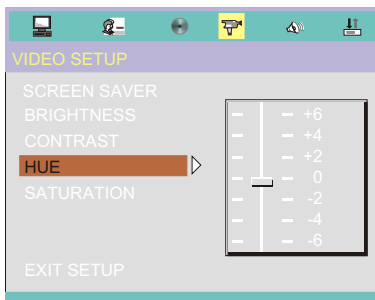 VIDEO SETUP
SCREEN SAVER
BRIGHTNESS
CONTRAST
HUE
SATURATION
EXIT SETUP
+6
+4
+2
0
-2
-4
-6